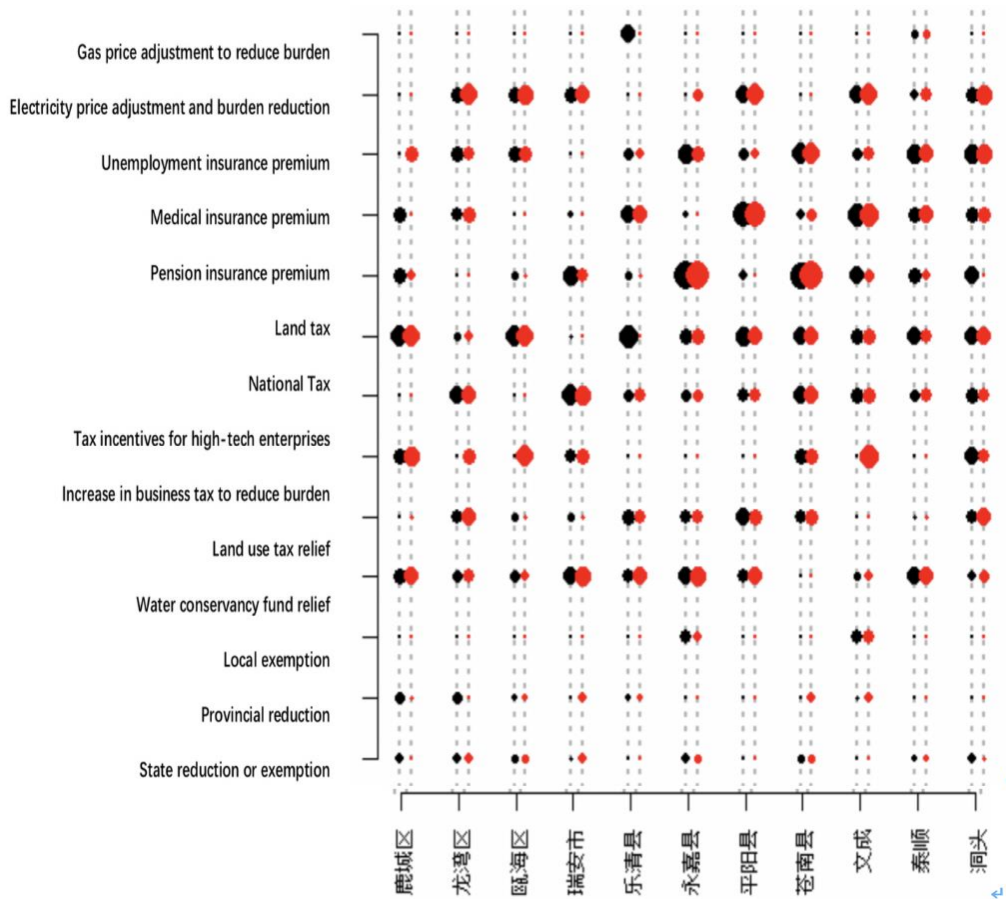 Gas price adjustment to reduce burden
Electricity price adjustment and burden reduction
Unemployment insurance premium
Medical insurance premium
Pension insurance premium
Land tax
National Tax
Tax incentives for high-tech enterprises
Increase in business tax to reduce burden
Land use tax relief
Water conservancy fund relief
Local exemption
Provincial reduction
State reduction or exemption
鹿城区
龙湾区
瓯海区
瑞安市
乐清县
永嘉县
平阳县
苍南县
文成
泰顺
洞头